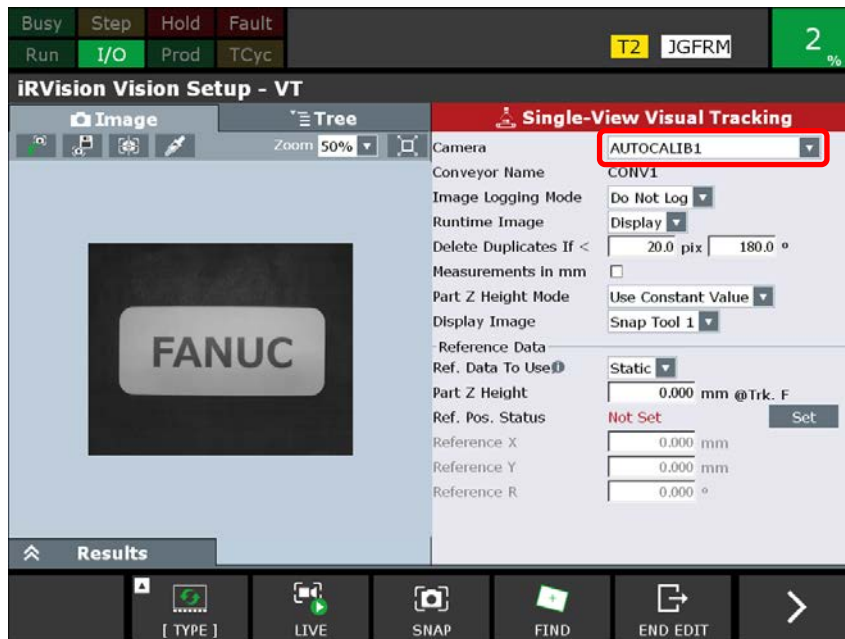 Busy Step Hold Fault
Run I/O Prod TCyc T2 JGFRM 2 %
iRVision Vision Setup - VT
Image Tree Single-View Visual Tracking
Zoom 50%
Camera AUTOCALIB1
Conveyor Name CONV1
Image Logging Mode Do Not Log
Runtime Image Display
Delete Duplicates If < 20.0 pix 180.0 °
Measurements in mm
Part Z Height Mode Use Constant Value
Display Image Snap Tool 1
Reference Data
Ref. Data To Use Static
Part Z Height 0.000 mm @Trk. F
Ref. Pos. Status Not Set Set
Reference X 0.000 mm
Reference Y 0.000 mm
Reference R 0.000 °
FANUC
Results
[ TYPE ] LIVE SNAP FIND END EDIT